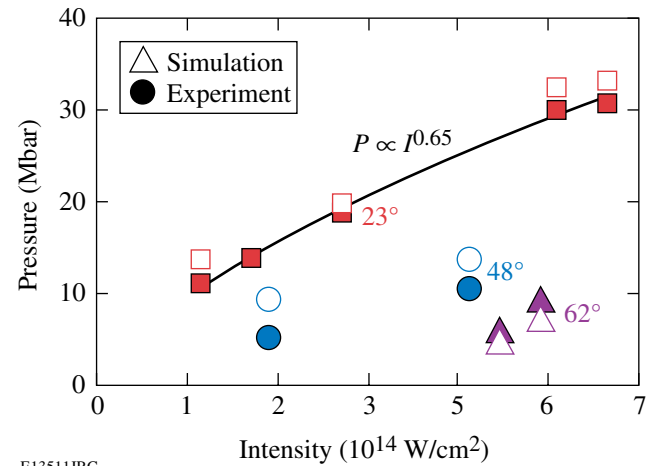 40
30
20
10
0
Pressure (Mbar)
Simulation
Experiment
P ∝ I^0.65
23°
48°
62°
0 1 2 3 5 6 7
Intensity (10^14 W/cm^2)